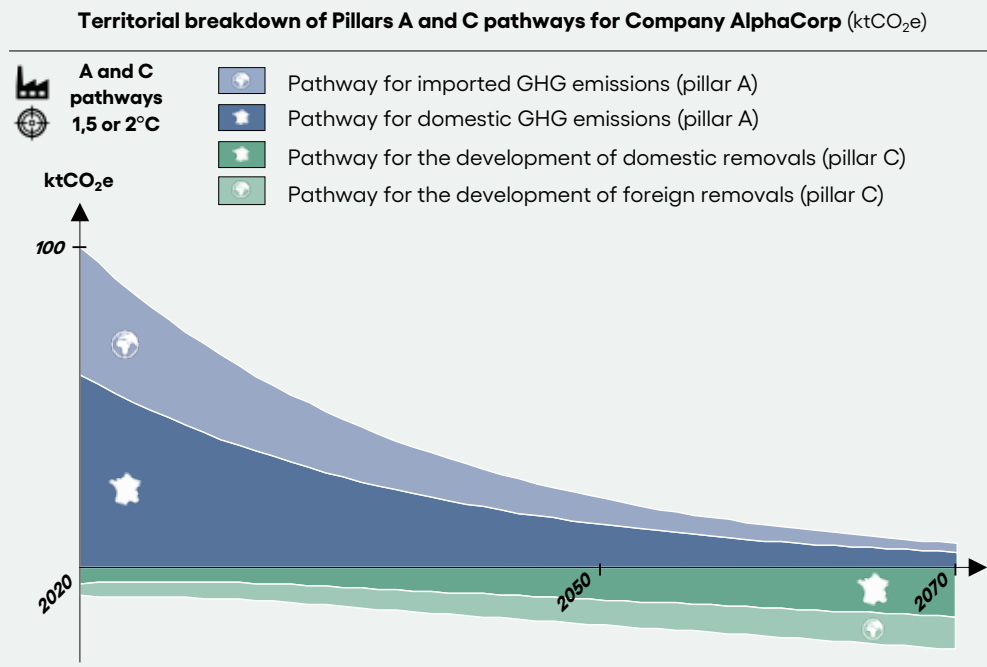 Territorial breakdown of Pillars A and C pathways for Company AlphaCorp (ktCO₂e)
A and C
pathways
1,5 or 2°C
Pathway for imported GHG emissions (pillar A)
Pathway for domestic GHG emissions (pillar A)
Pathway for the development of domestic removals (pillar C)
Pathway for the development of foreign removals (pillar C)
ktCO₂e
100
2020
2050
2070